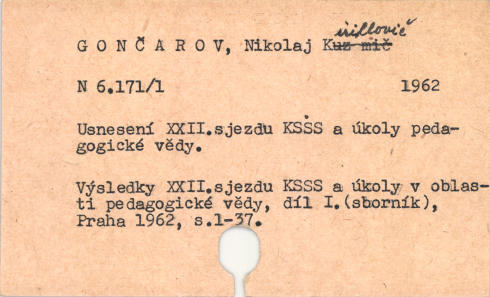 GONČAROV, Nikolaj Kirillovič
N 6.171/1 1962
Usnesení XXII.sjezdu KSSS a úkoly peda-
gogické vědy.
Výsledky XXII.sjezdu KSSS a úkoly v oblas-
ti pedagogické vědy, díl I.(sborník),
Praha 1962, s.1-37.